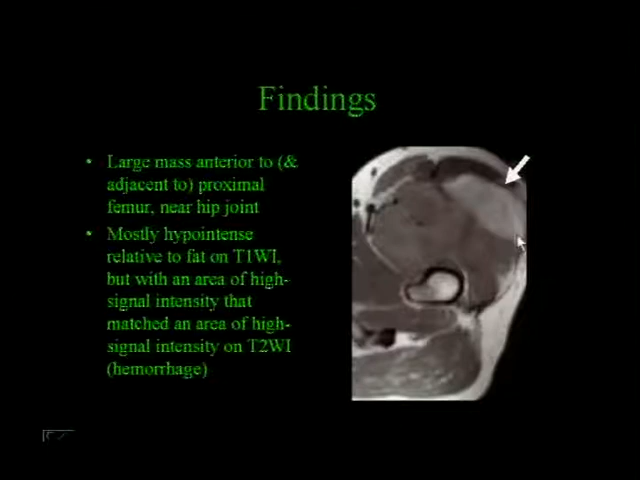 Findings
• Large mass anterior to (&
adjacent to) proximal
femur, near hip joint
• Mostly hypointense
relative to fat on T1WI,
but with an area of high-
signal intensity that
matched an area of high-
signal intensity on T2WI
(hemorrhage)